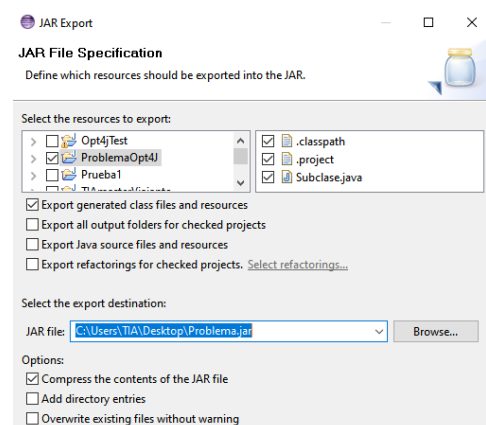 JAR Export
JAR File Specification
Define which resources should be exported into the JAR.
Select the resources to export:
Opt4jTest
ProblemaOpt4J
Prueba1
.classpath
.project
Subclase.java
Export generated class files and resources
Export all output folders for checked projects
Export Java source files and resources
Export refactorings for checked projects. Select refactorings...
Select the export destination:
JAR file: C:\Users\TIA\Desktop\Problema.jar Browse...
Options:
Compress the contents of the JAR file
Add directory entries
Overwrite existing files without warning